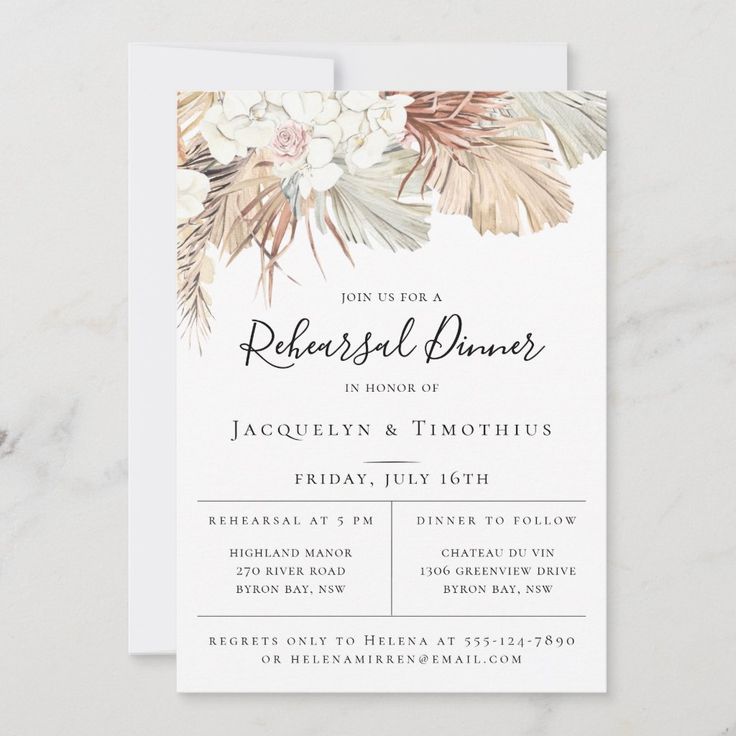 JOIN US FOR A
Rehearsal Dinner
IN HONOR OF
JACQUELYN & TIMOTHIUS
FRIDAY, JULY 16TH
REHEARSAL AT 5 PM
HIGHLAND MANOR
270 RIVER ROAD
BYRON BAY, NSW
DINNER TO FOLLOW
CHATEAU DU VIN
1306 GREENVIEW DRIVE
BYRON BAY, NSW
REGRETS ONLY TO HELENA AT 555-124-7890
OR HELENAMIRREN@EMAIL.COM